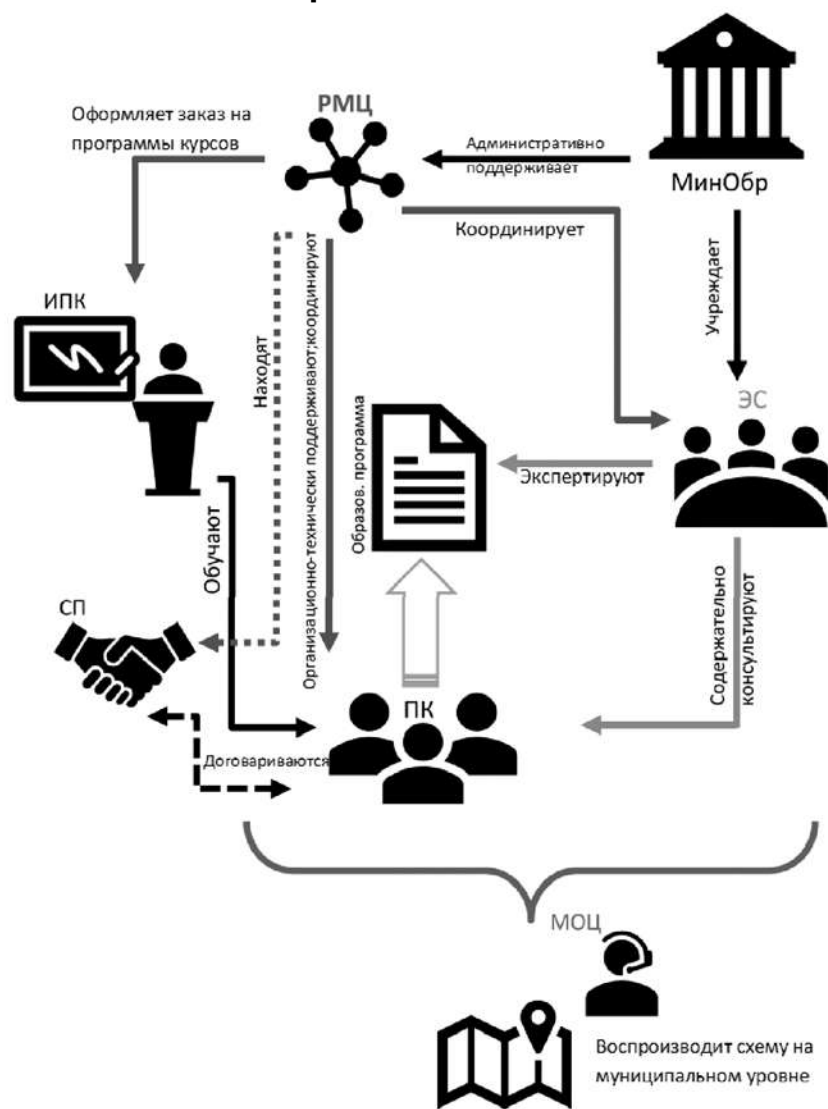 РМЦ
Оформляет заказ на
программы курсов
Административно
поддерживает
МинОбр
Координирует
Учреждает
ИПК
Находят
Организационно-технически поддерживают;координируют
Образов. программа
ЭС
Экспертируют
Обучают
СП
Содержательно
консультируют
ПК
Договариваются
МОЦ
Воспроизводит схему на
муниципальном уровне